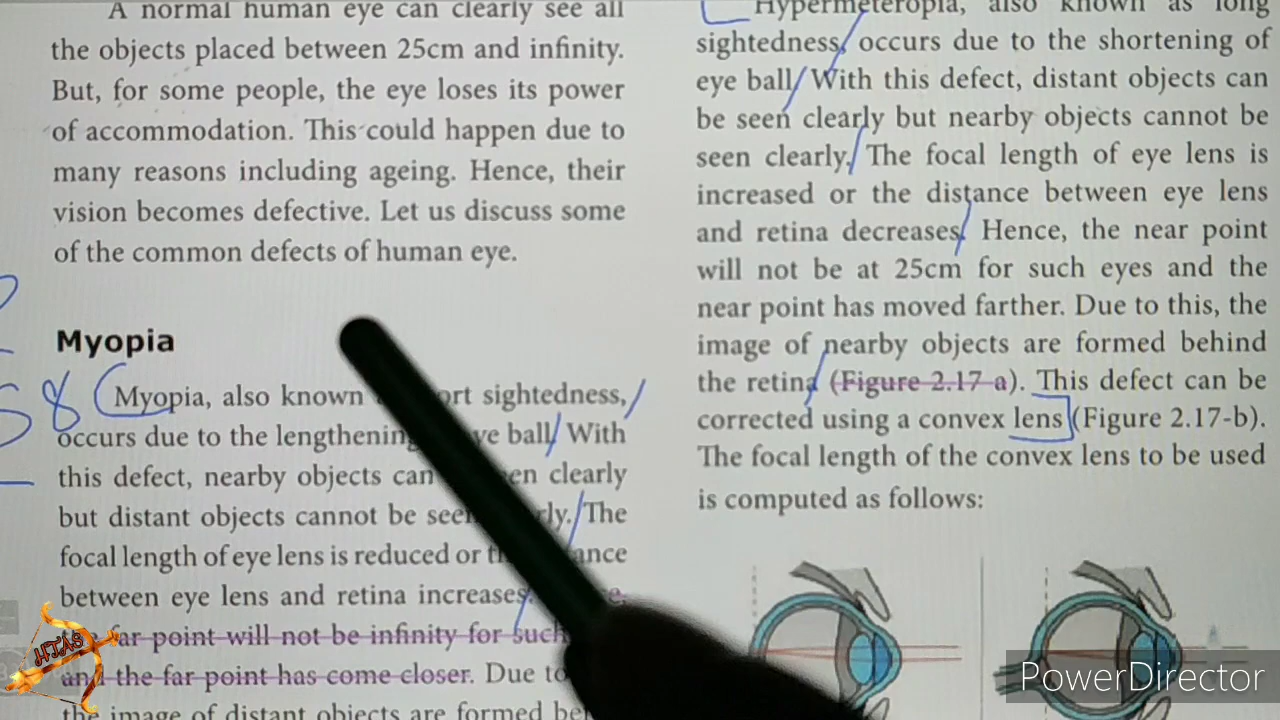 A normal human eye can clearly see all
the objects placed between 25cm and infinity.
But, for some people, the eye loses its power
of accommodation. This could happen due to
many reasons including ageing. Hence, their
vision becomes defective. Let us discuss some
of the common defects of human eye.
Myopia
58
Myopia, also known ort sightedness,
occurs due to the lengthening ball. With
this defect, nearby objects can clearly
but distant objects cannot be The
focal length of eye lens is reduced or
between eye lens and retina increases.
far point will not be infinity for such
and the far point has come closer. Due to
the image of distant objects are formed
Hypermeteropia, also known as long
sightedness, occurs due to the shortening of
eye ball. With this defect, distant objects can
be seen clearly but nearby objects cannot be
seen clearly. The focal length of eye lens is
increased or the distance between eye lens
and retina decreases. Hence, the near point
will not be at 25cm for such eyes and the
near point has moved farther. Due to this, the
image of nearby objects are formed behind
the retina (Figure 2.17-a). This defect can be
corrected using a convex lens (Figure 2.17-b).
The focal length of the convex lens to be used
is computed as follows:
HTAS
PowerDirector